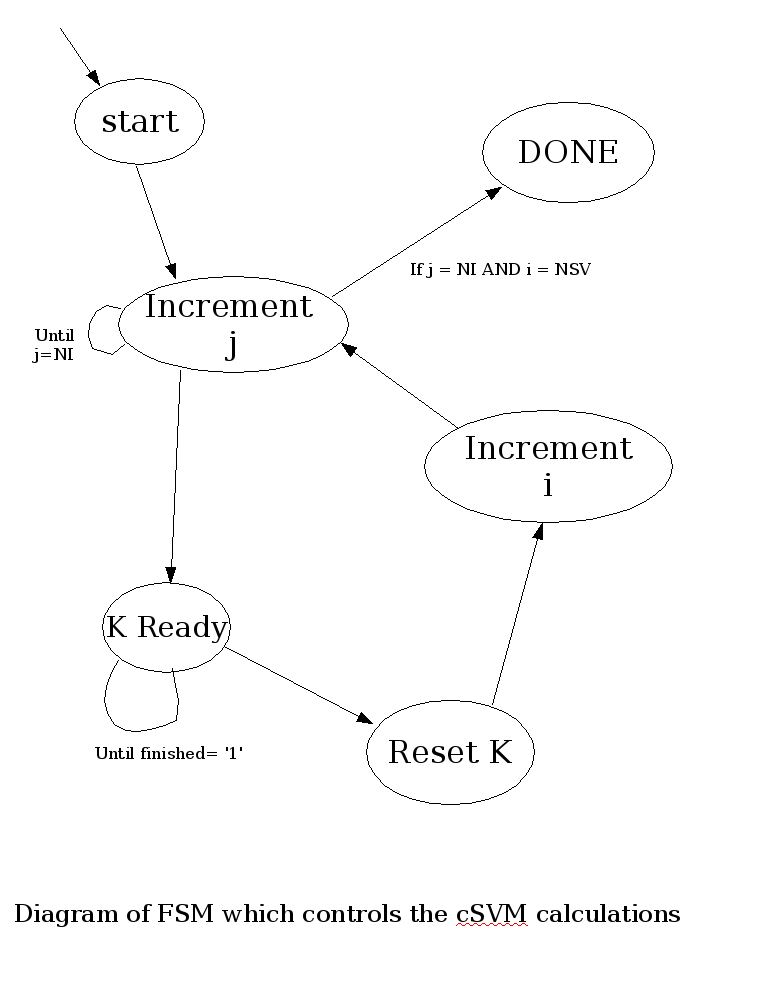 start
DONE
If j = NI AND i = NSV
Increment
j
Until
j=NI
Increment
i
K Ready
Until finished= '1'
Reset K
Diagram of FSM which controls the cSVM calculations